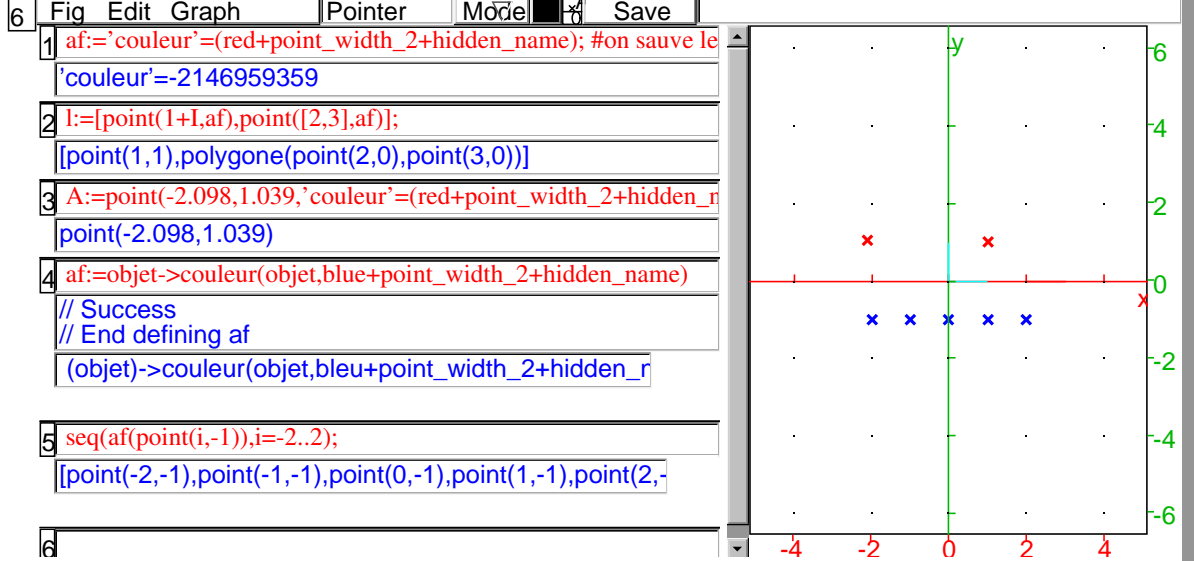 6 Fig Edit Graph Pointer Mode Save
1 af:='couleur'=(red+point_width_2+hidden_name); #on sauve le
'couleur'=-2146959359
2 l:=[point(1+I,af),point([2,3],af)];
[point(1,1),polygone(point(2,0),point(3,0))]
3 A:=point(-2.098,1.039,'couleur'=(red+point_width_2+hidden_n
point(-2.098,1.039)
4 af:=objet->couleur(objet,blue+point_width_2+hidden_name)
// Success
// End defining af
(objet)->couleur(objet,bleu+point_width_2+hidden_r
5 seq(af(point(i,-1)),i=-2..2);
[point(-2,-1),point(-1,-1),point(0,-1),point(1,-1),point(2,-
6
y
6
4
2
0
x
-2
-4
-6
-4 -2 0 2 4